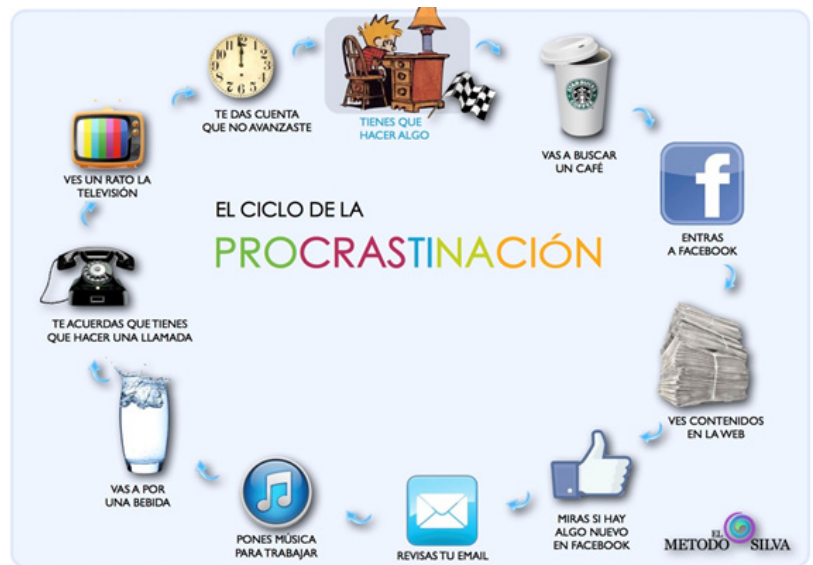 TIENES QUE
HACER ALGO
VAS A BUSCAR
UN CAFÉ
ENTRAS
A FACEBOOK
VES CONTENIDOS
EN LA WEB
MIRAS SI HAY
ALGO NUEVO
EN FACEBOOK
REVISAS TU EMAIL
PONES MÚSICA
PARA TRABAJAR
VAS A POR
UNA BEBIDA
TE ACUERDAS QUE TIENES
QUE HACER UNA LLAMADA
VES UN RATO LA
TELEVISIÓN
TE DAS CUENTA
QUE NO AVANZASTE
EL CICLO DE LA
PROCRASTINACIÓN
EL
METODO SILVA
f